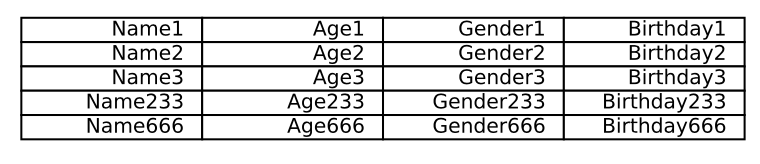 Name1 Age1 Gender1 Birthday1
Name2 Age2 Gender2 Birthday2
Name3 Age3 Gender3 Birthday3
Name233 Age233 Gender233 Birthday233
Name666 Age666 Gender666 Birthday666